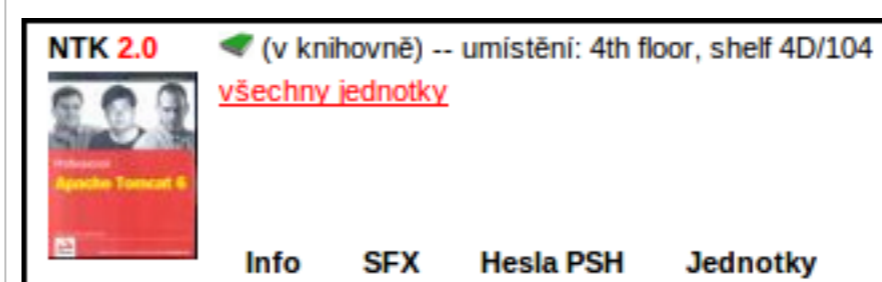 NTK 2.0
(v knihovně) -- umístění: 4th floor, shelf 4D/104
všechny jednotky
Professional
Apache Tomcat 6
Info SFX Hesla PSH Jednotky